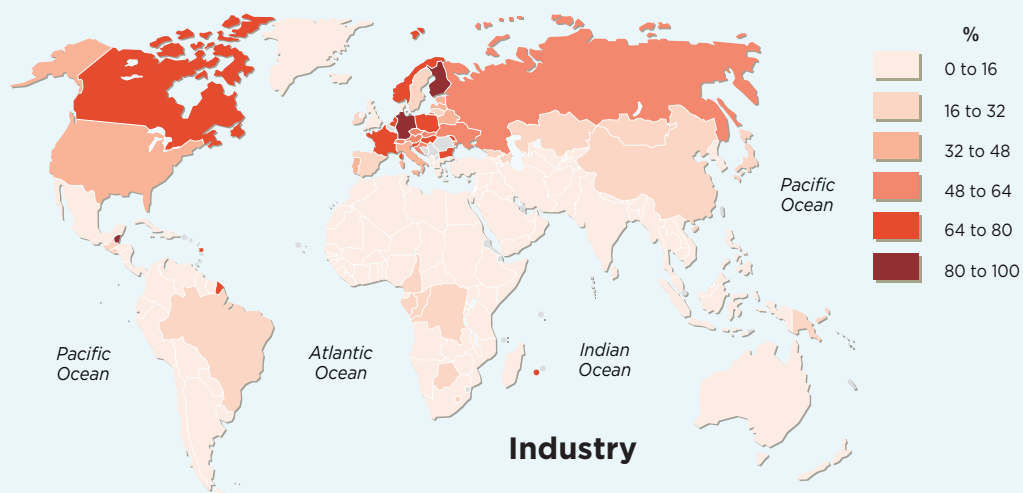 %
0 to 16
16 to 32
32 to 48
48 to 64
64 to 80
80 to 100
Pacific
Ocean
Pacific
Ocean
Atlantic
Ocean
Indian
Ocean
Industry